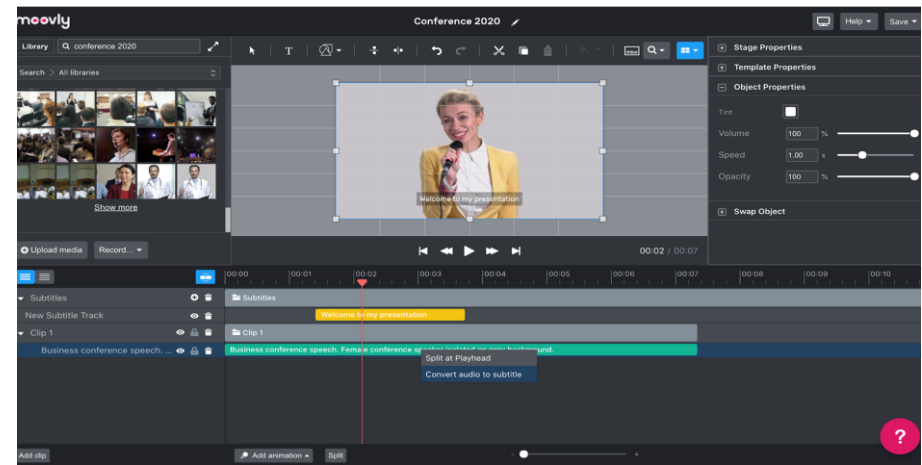 moovly
Conference 2020
Help
Save
Library
conference 2020
Search > All libraries
Show more
Upload media
Record...
T
Welcome to my presentation
00:02 / 00:07
Stage Properties
Template Properties
Object Properties
Tint
Volume 100 %
Speed 1.00 x
Opacity 100 %
Swap Object
00:00 00:01 00:02 00:03 00:04 00:05 00:06 00:07 00:08 00:09 00:10
Subtitles
Subtitles
New Subtitle Track
Welcome to my presentation
Clip 1
Clip 1
Business conference speech. ...
Business conference speech. Female conference speaker isolated on gray background.
Split at Playhead
Convert audio to subtitle
?
Add clip
Add animation
Split
- +